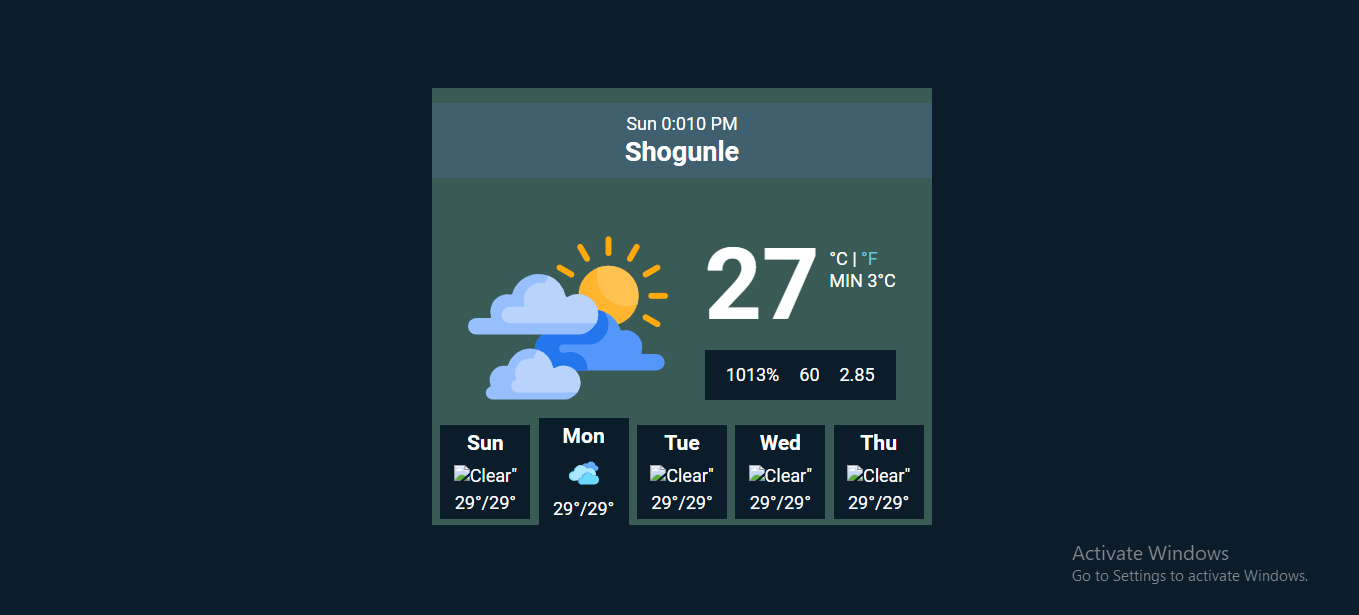 Sun 0:010 PM
Shogunle
27
°C | °F
MIN 3°C
1013% 60 2.85
Sun Mon Tue Wed Thu
Clear" Clear" Clear" Clear"
29°/29° 29°/29° 29°/29° 29°/29° 29°/29°
Activate Windows
Go to Settings to activate Windows.